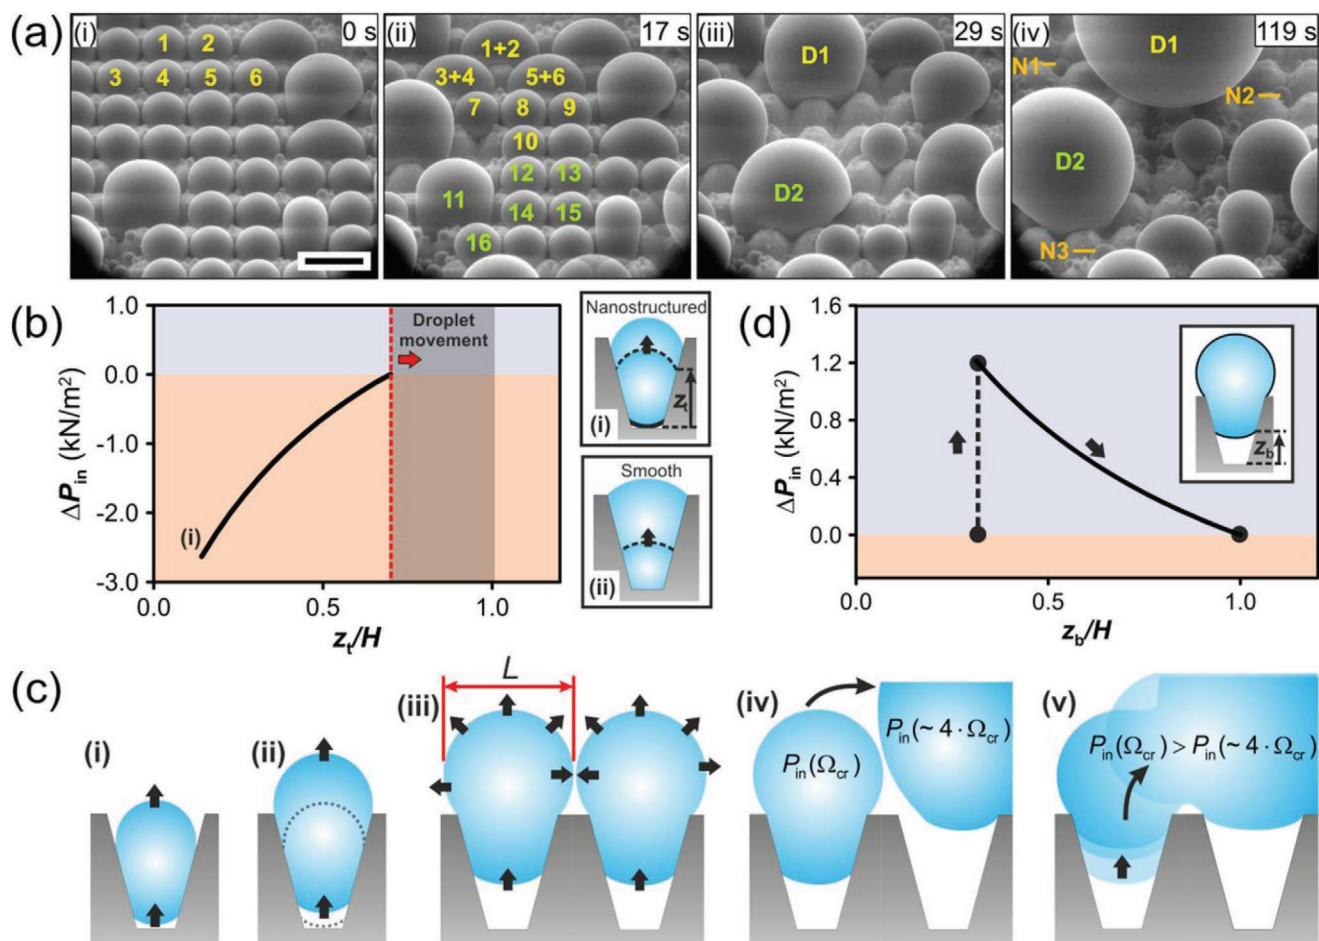 (a)
(i)
0 s
1
2
3
4
5
6
(ii)
17 s
1+2
3+4
5+6
7
8
9
10
11
12
13
14
15
16
(iii)
29 s
D1
D2
(iv)
119 s
D1
N1
N2
D2
N3
(b)
1.0
0.0
-1.0
-2.0
-3.0
ΔPin (kN/m²)
Droplet
movement
(i)
0.0
0.5
1.0
zt/H
Nanostructured
zt
(i)
Smooth
(ii)
(d)
1.6
1.2
0.8
0.4
0.0
ΔPin (kN/m²)
zb
0.0
0.5
1.0
zb/H
(c)
(i)
(ii)
(iii)
L
(iv)
Pin(Ωcr)
Pin(~ 4 · Ωcr)
(v)
Pin(Ωcr) > Pin(~ 4 · Ωcr)